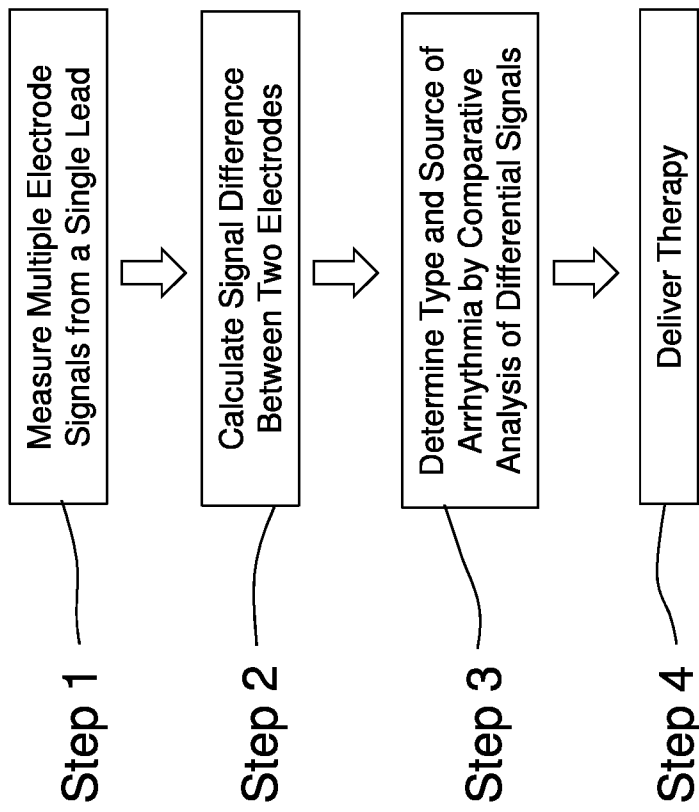 Step 1
Measure Multiple Electrode
Signals from a Single Lead
Step 2
Calculate Signal Difference
Between Two Electrodes
Step 3
Determine Type and Source of
Arrhythmia by Comparative
Analysis of Differential Signals
Step 4
Deliver Therapy